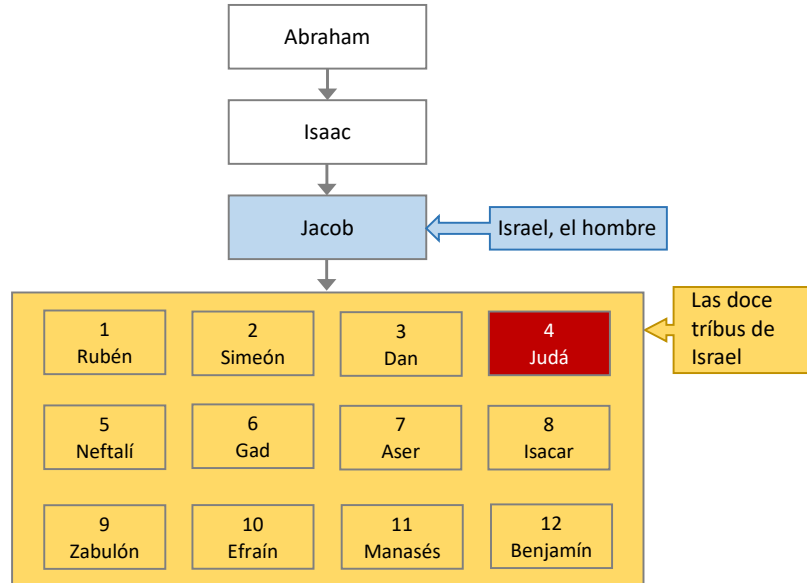 Abraham
Isaac
Jacob
Israel, el hombre
Las doce
tríbus de
Israel
1
Rubén
2
Simeón
3
Dan
4
Judá
5
Neftalí
6
Gad
7
Aser
8
Isacar
9
Zabulón
10
Efraín
11
Manasés
12
Benjamín